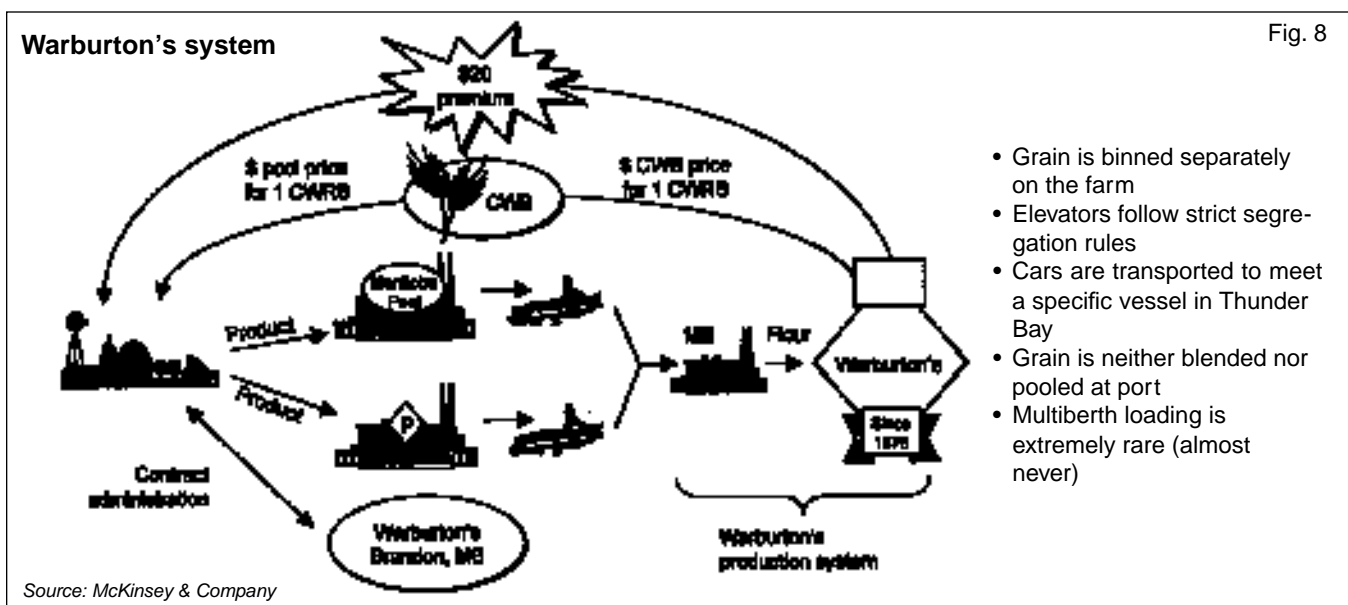 Warburton's system
Fig. 8
$20
premium
$ pool price
for 1 CWRS
$ CWB price
for 1 CWRS
CWB
Manitoba
Pool
Product
Product
P
Mill
Flour
Warburton's
Since
Contract
administration
Warburton's
Brandon, MB
Warburton's
production system
• Grain is binned separately
on the farm
• Elevators follow strict segre-
gation rules
• Cars are transported to meet
a specific vessel in Thunder
Bay
• Grain is neither blended nor
pooled at port
• Multiberth loading is
extremely rare (almost
never)
Source: McKinsey & Company